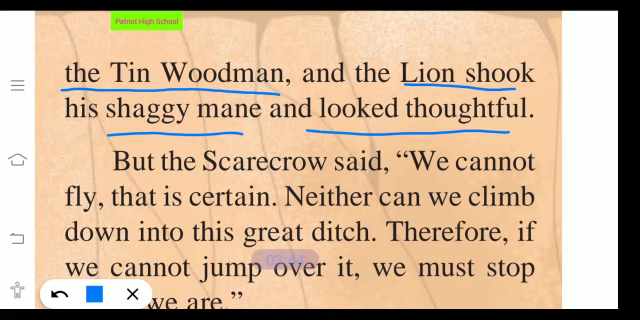 Patriot High School
the Tin Woodman, and the Lion shook
his shaggy mane and looked thoughtful.
But the Scarecrow said, “We cannot
fly, that is certain. Neither can we climb
down into this great ditch. Therefore, if
we cannot jump over it, we must stop
we are.”